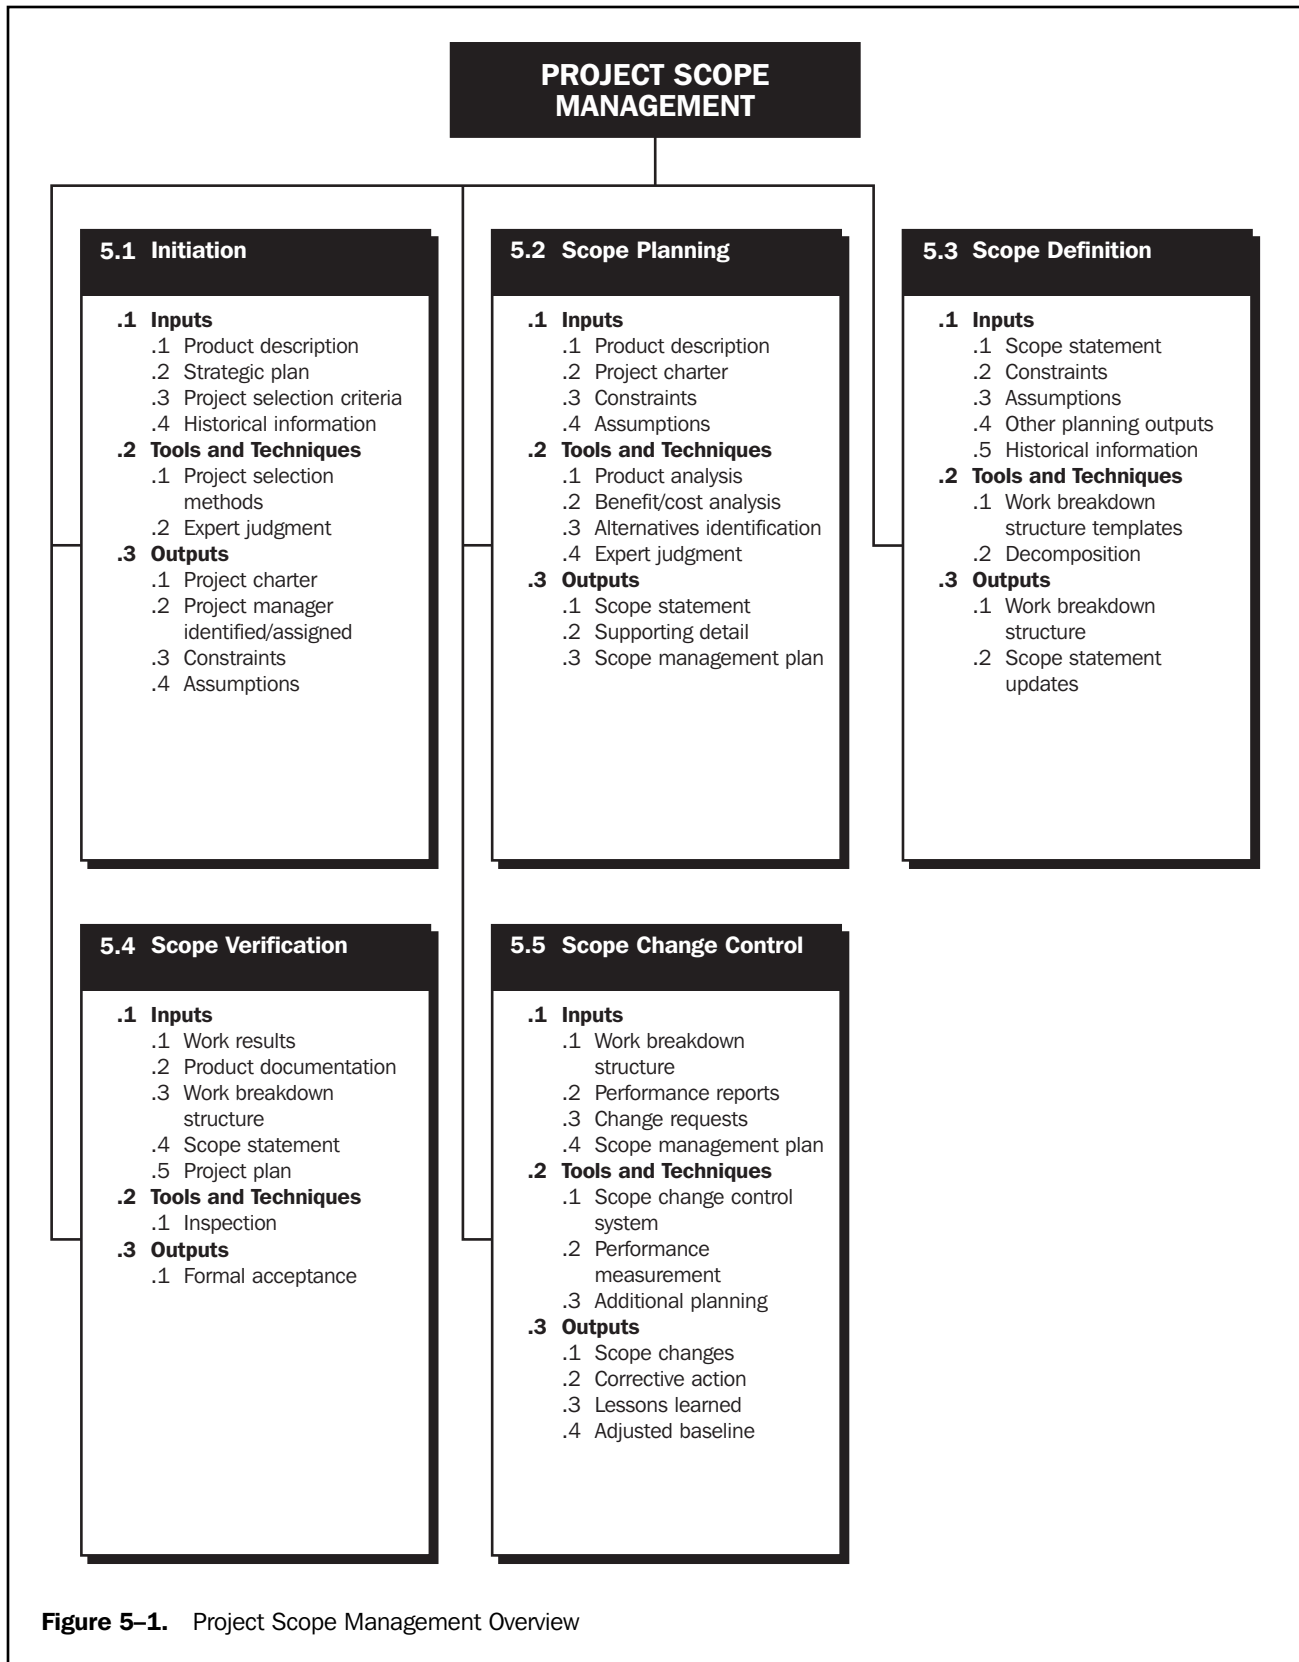 PROJECT SCOPE
MANAGEMENT
5.1 Initiation
.1 Inputs
.1 Product description
.2 Strategic plan
.3 Project selection criteria
.4 Historical information
.2 Tools and Techniques
.1 Project selection
methods
.2 Expert judgment
.3 Outputs
.1 Project charter
.2 Project manager
identified/assigned
.3 Constraints
.4 Assumptions
5.2 Scope Planning
.1 Inputs
.1 Product description
.2 Project charter
.3 Constraints
.4 Assumptions
.2 Tools and Techniques
.1 Product analysis
.2 Benefit/cost analysis
.3 Alternatives identification
.4 Expert judgment
.3 Outputs
.1 Scope statement
.2 Supporting detail
.3 Scope management plan
5.3 Scope Definition
.1 Inputs
.1 Scope statement
.2 Constraints
.3 Assumptions
.4 Other planning outputs
.5 Historical information
.2 Tools and Techniques
.1 Work breakdown
structure templates
.2 Decomposition
.3 Outputs
.1 Work breakdown
structure
.2 Scope statement
updates
5.4 Scope Verification
.1 Inputs
.1 Work results
.2 Product documentation
.3 Work breakdown
structure
.4 Scope statement
.5 Project plan
.2 Tools and Techniques
.1 Inspection
.3 Outputs
.1 Formal acceptance
5.5 Scope Change Control
.1 Inputs
.1 Work breakdown
structure
.2 Performance reports
.3 Change requests
.4 Scope management plan
.2 Tools and Techniques
.1 Scope change control
system
.2 Performance
measurement
.3 Additional planning
.3 Outputs
.1 Scope changes
.2 Corrective action
.3 Lessons learned
.4 Adjusted baseline
Figure 5–1. Project Scope Management Overview